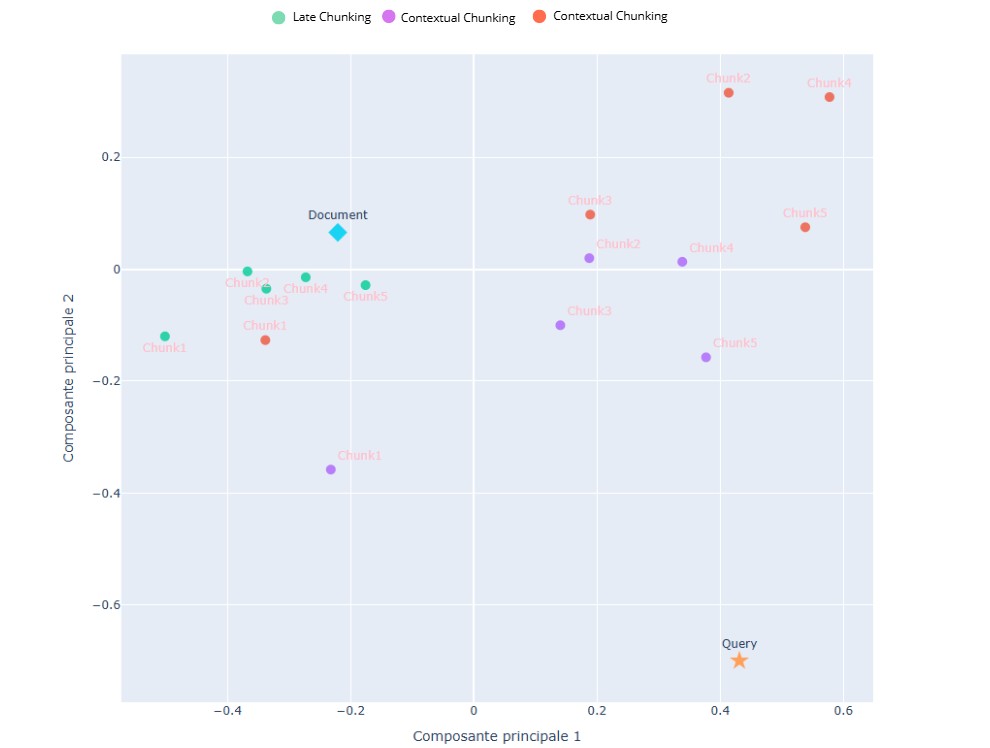 Late Chunking Contextual Chunking Contextual Chunking
Chunk2
Chunk4
0.2
Chunk3
Chunk5
Document
Chunk2
Chunk4
0
Chunk2
Chunk4
Chunk5
Chunk3
Chunk3
Chunk1
Chunk5
Chunk1
−0.2
Chunk1
−0.4
−0.6
Query
−0.4 −0.2 0 0.2 0.4 0.6
Composante principale 1
Composante principale 2